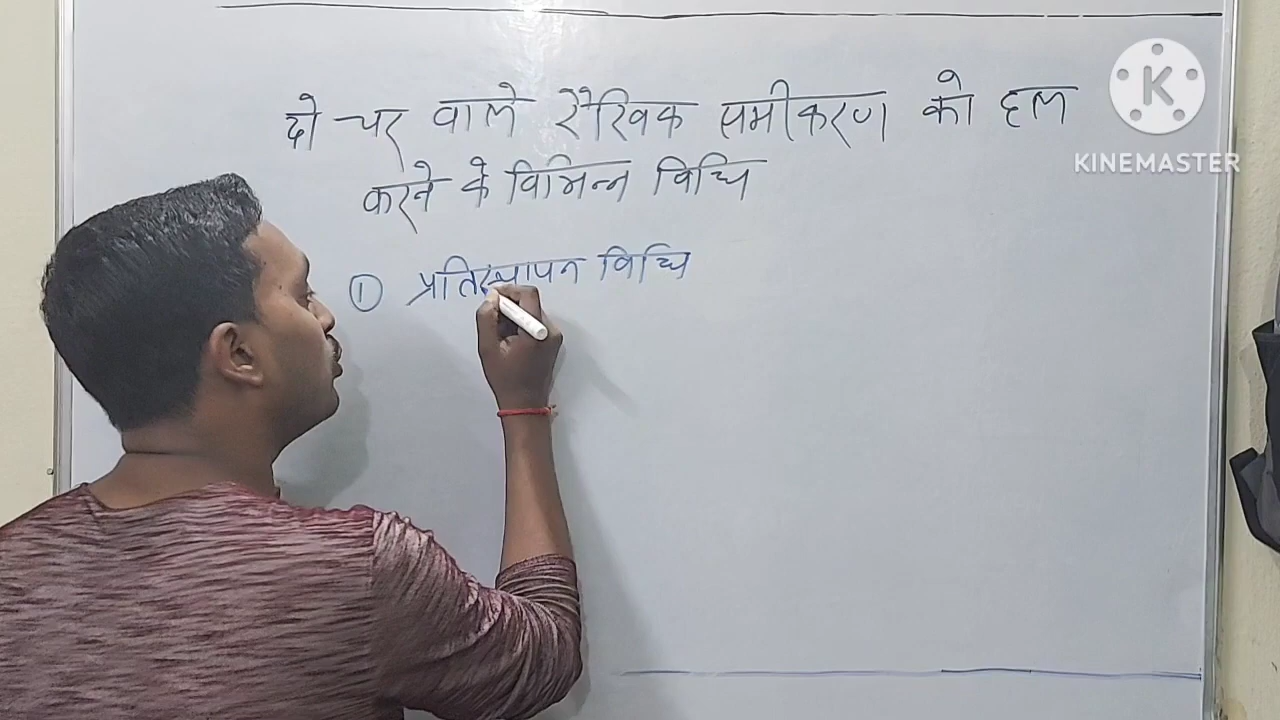 दो चर वाले रैखिक समीकरण को हल
करने के विभिन्न विधि
① प्रतिस्थापन विधि
K
KINEMASTER